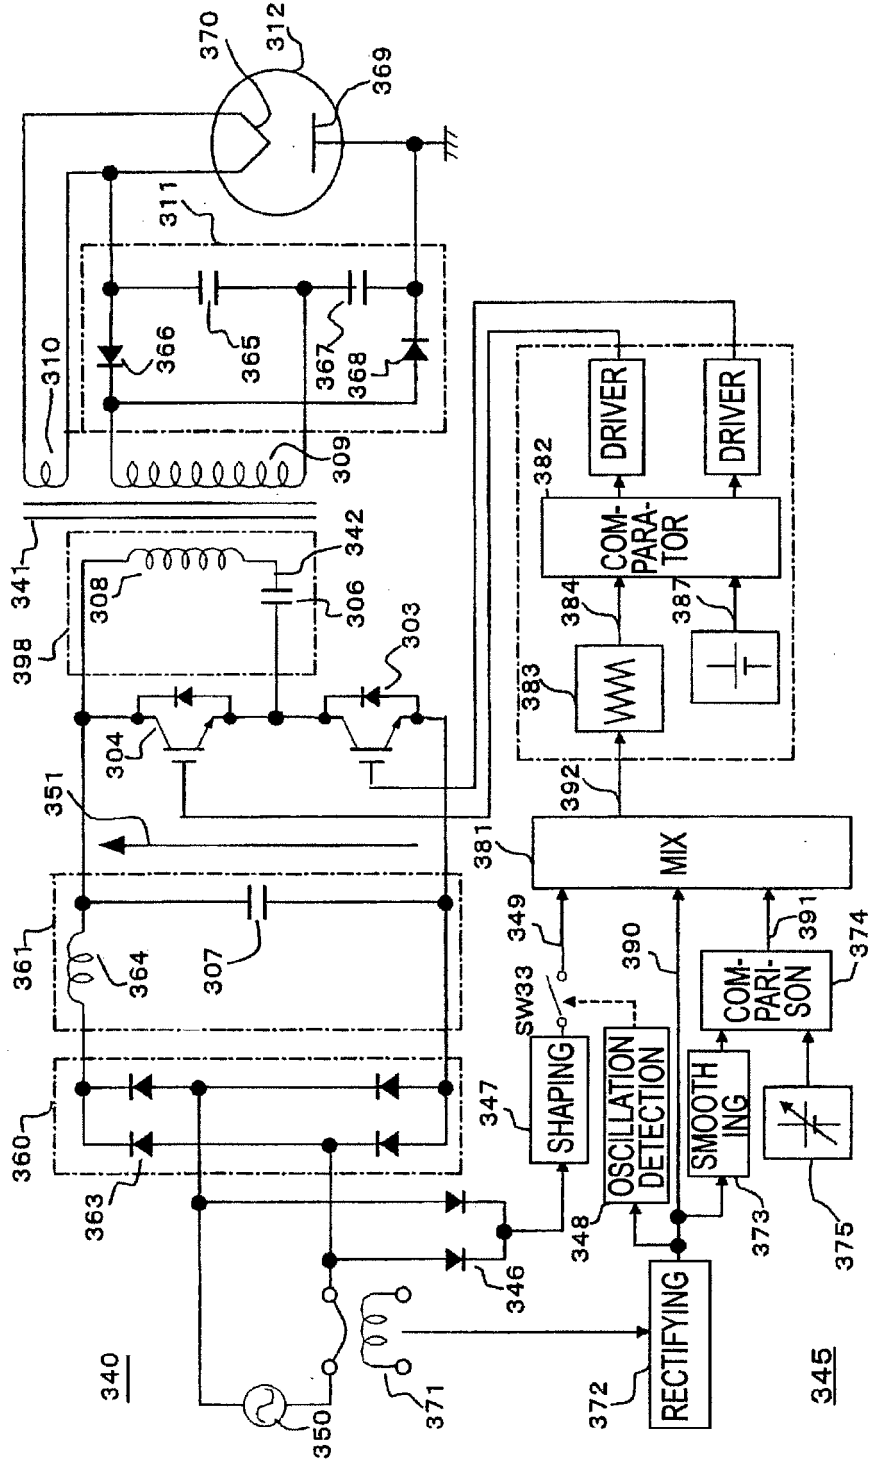 340
350
371
360
363
346
361
364
307
351
304
303
398
308
306
342
341
310
309
311
366
365
367
368
370
312
369
345
372
RECTIFYING
348
OSCILLATION
DETECTION
347
SHAPING
SW33
349
390
373
SMOOTH
ING
375
374
COM-
PARI-
SON
391
381
MIX
392
383
384
387
382
COM-
PARA-
TOR
DRIVER
DRIVER